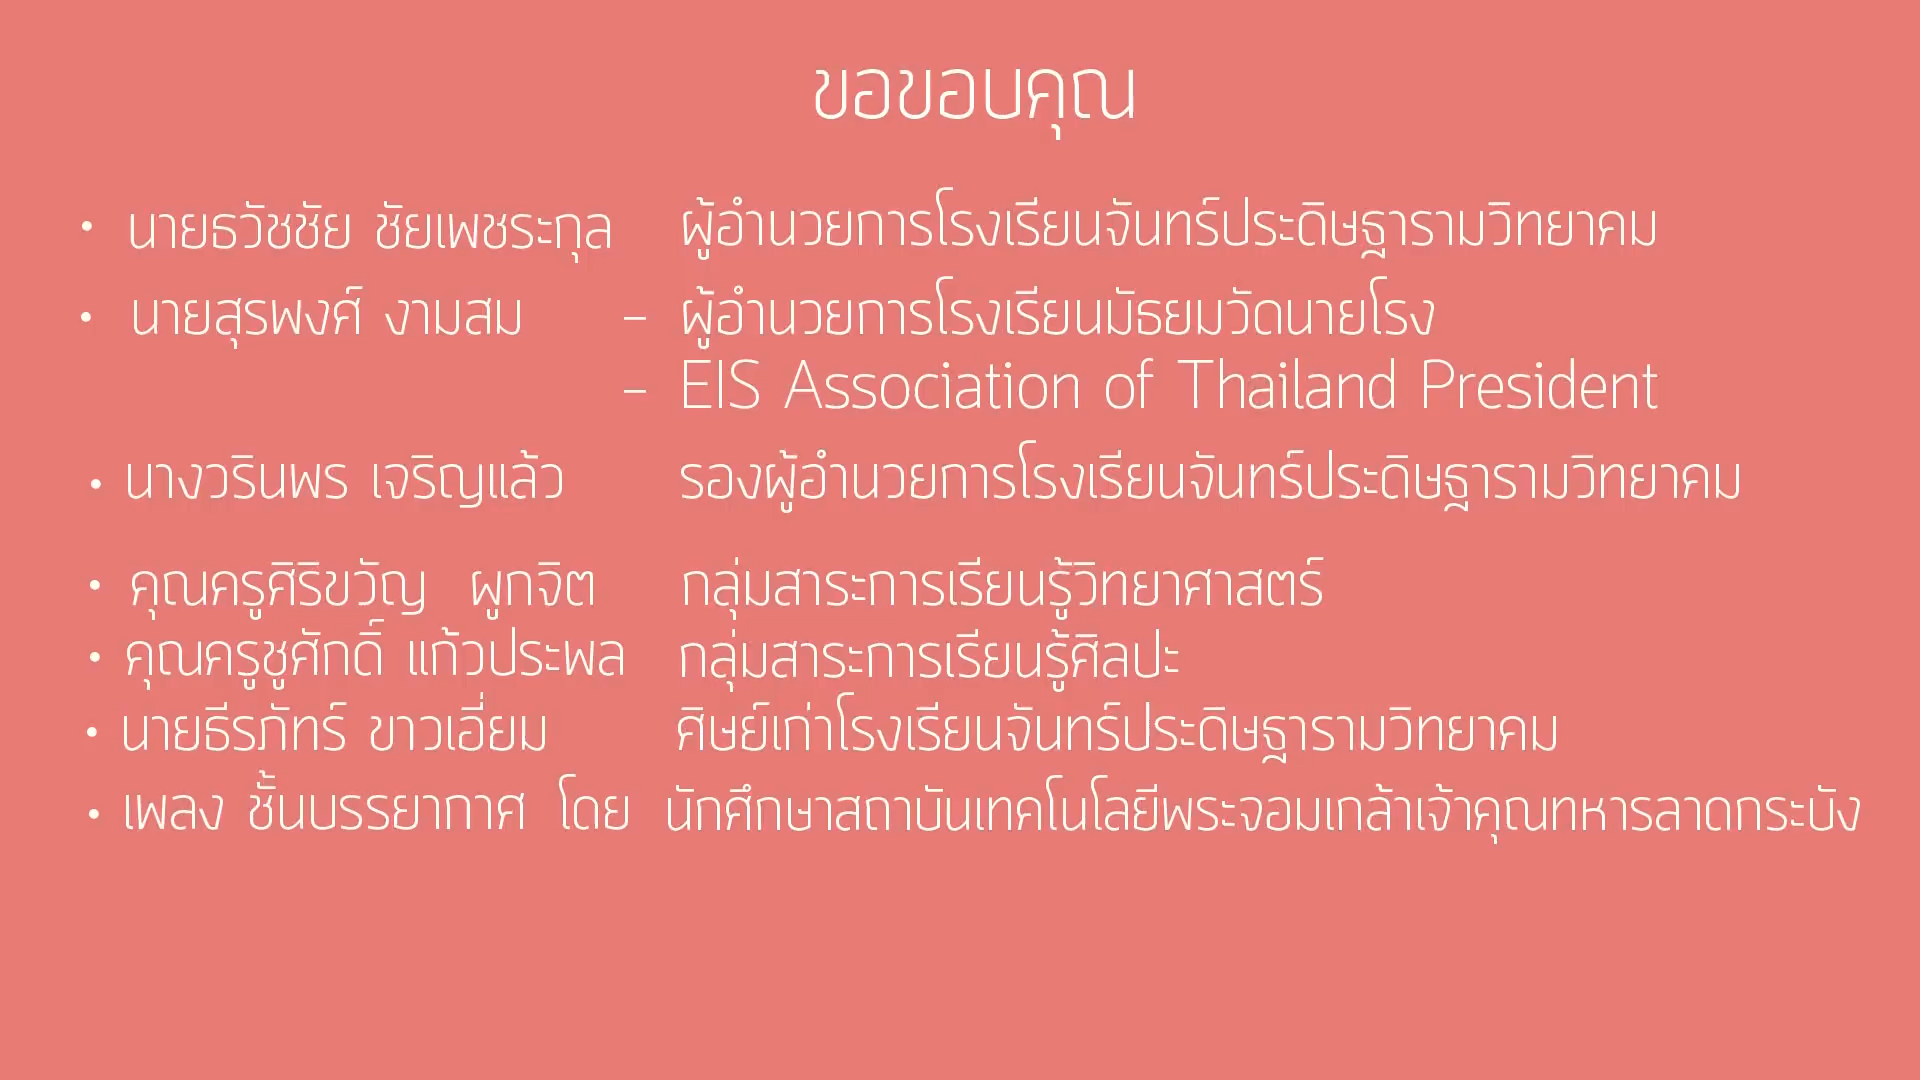 ขอขอบคุณ
• นายธวัชชัย ชัยเพชระกุล ผู้อำนวยการโรงเรียนจันทร์ประดิษฐารามวิทยาคม
• นายสุรพงศ์ งามสม – ผู้อำนวยการโรงเรียนมัธยมวัดนายโรง
– EIS Association of Thailand President
• นางวรินพร เจริญแล้ว รองผู้อำนวยการโรงเรียนจันทร์ประดิษฐารามวิทยาคม
• คุณครูศิริขวัญ ผูกจิต กลุ่มสาระการเรียนรู้วิทยาศาสตร์
• คุณครูชูศักดิ์ แก้วประพล กลุ่มสาระการเรียนรู้ศิลปะ
• นายธีรภัทร์ ขาวเอี่ยม ศิษย์เก่าโรงเรียนจันทร์ประดิษฐารามวิทยาคม
• เพลง ชั้นบรรยากาศ โดย นักศึกษาสถาบันเทคโนโลยีพระจอมเกล้าเจ้าคุณทหารลาดกระบัง